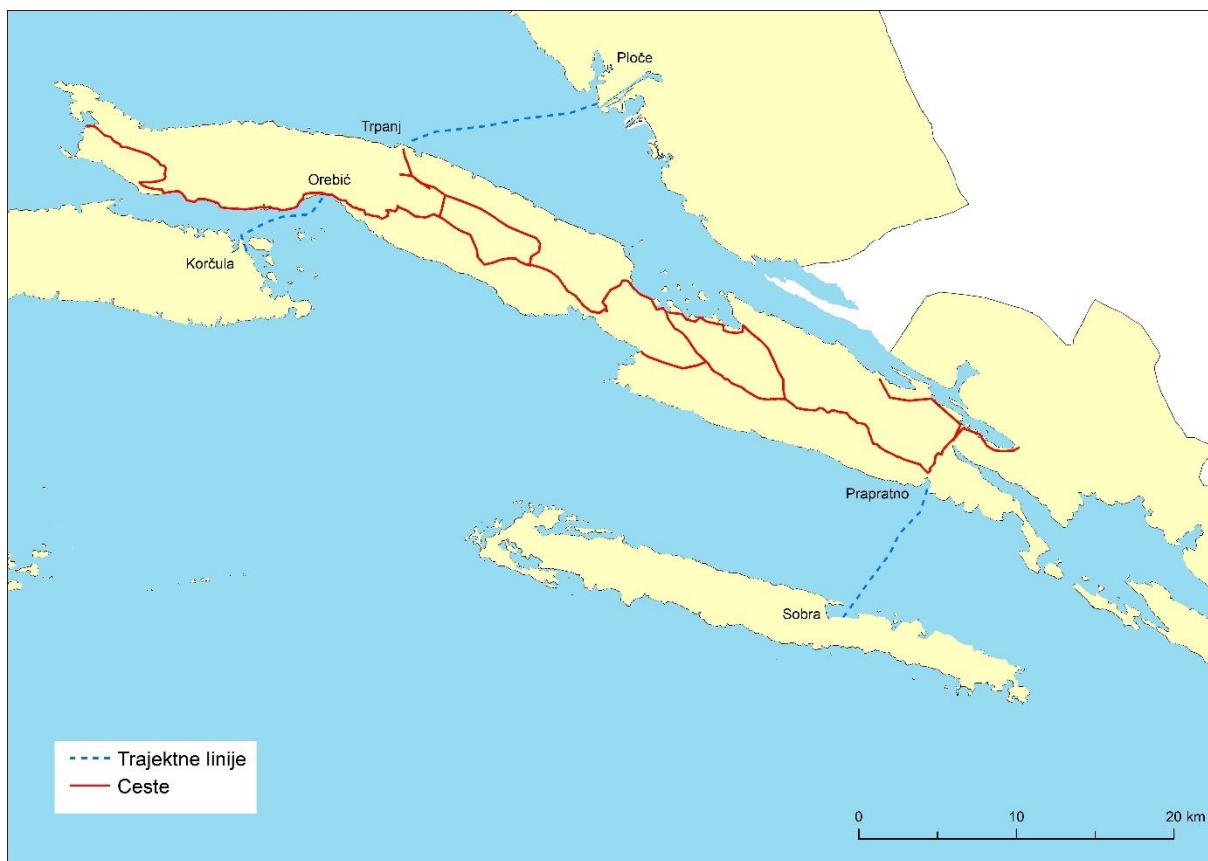 Ploče
Trpanj
Orebić
Korčula
Prapratno
Sobra
Trajektne linije
Ceste
0 10 20 km